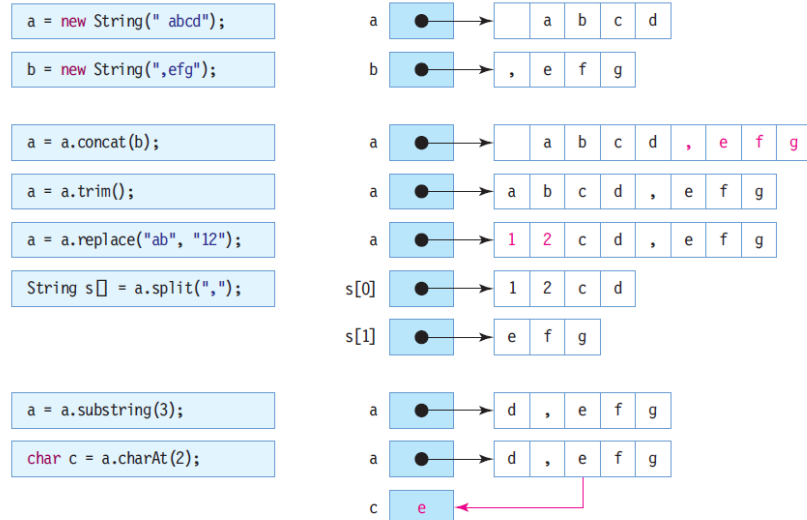 a = new String(" abcd"); a a b c d
b = new String(",efg"); b , e f g
a = a.concat(b); a a b c d , e f g
a = a.trim(); a a b c d , e f g
a = a.replace("ab", "12"); a 1 2 c d , e f g
String s[] = a.split(","); s[0] 1 2 c d
s[1] e f g
a = a.substring(3); a d , e f g
char c = a.charAt(2); a d , e f g
c e